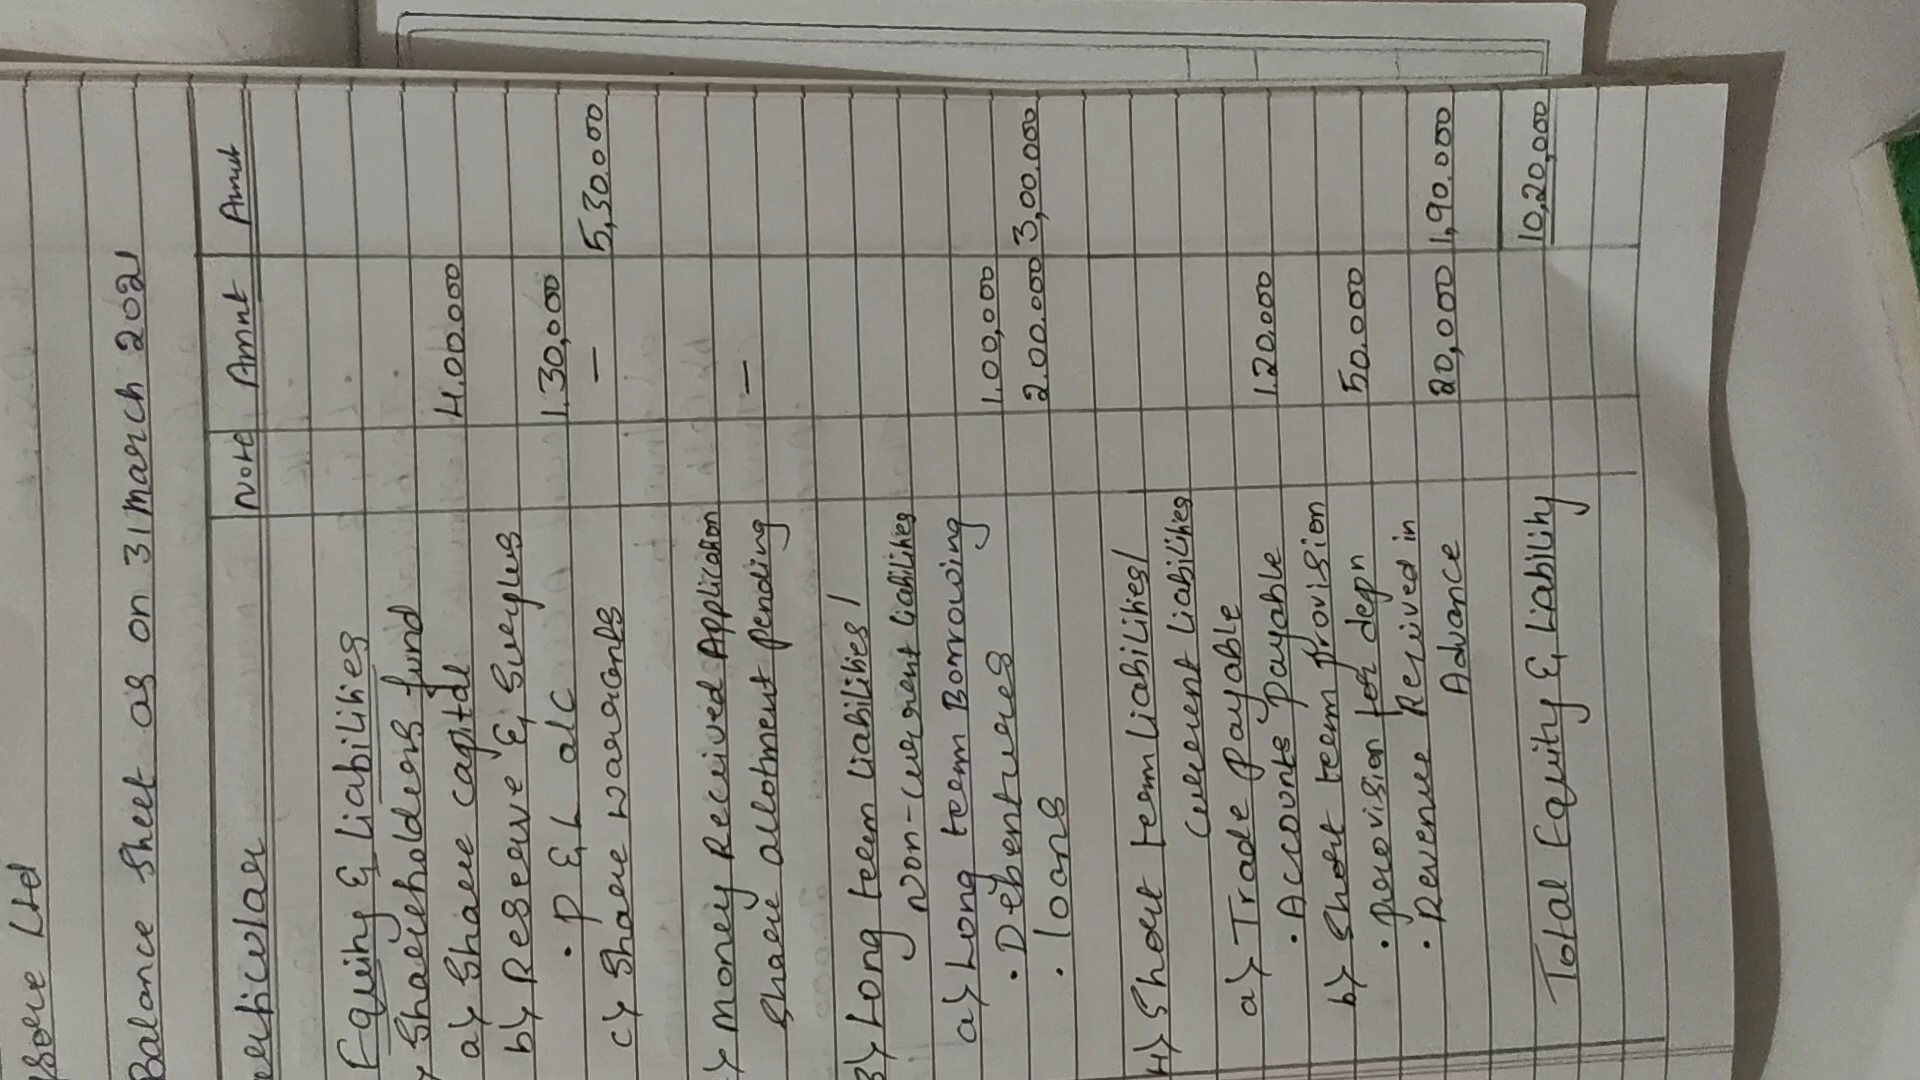 Ltd
Balance Sheet as on 31 March 2021
Note Amnt Amnt
Equity & Liabilities
Shareholders fund
a) Share capital 4,00,000
b) Reserve & Surplus
• P & L a/c 1,30,000
c) Share warrants — 5,30,000
Money Received Application
Share allotment pending —
3) Long term liabilities /
Non-current liabilities
a) Long term Borrowing
• Debentures 1,00,000
• loans 2,00,000 3,00,000
4) Short term liabilities /
Current liabilities
a) Trade payable
• Accounts payable 1,20,000
b) Short term provision
• provision for depn 50,000
• Revenue Received in
Advance 20,000 1,90,000
Total Equity & Liability 10,20,000